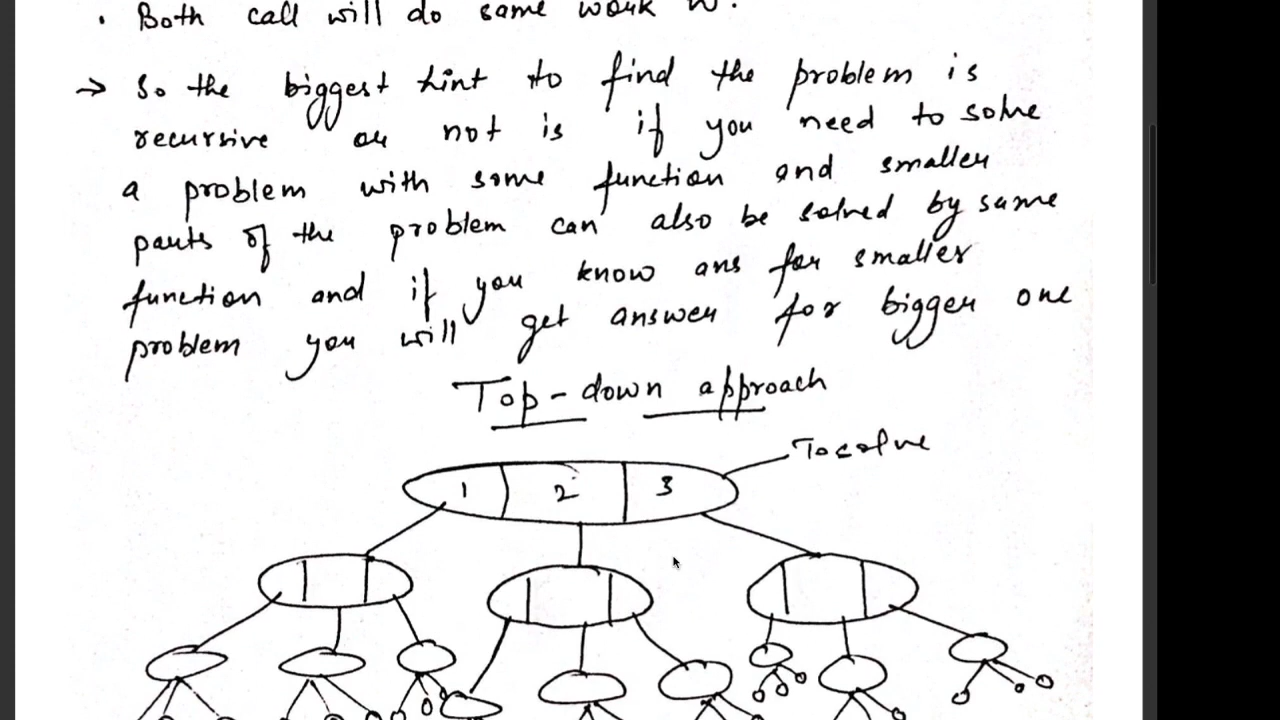 • Both call will do same work w.
→ So the biggest hint to find the problem is
recursive or not is if you need to solve
a problem with some function and smaller
parts of the problem can also be solved by same
function and if you know ans for smaller
problem you will get answer for bigger one
Top-down approach
To solve
1 2 3